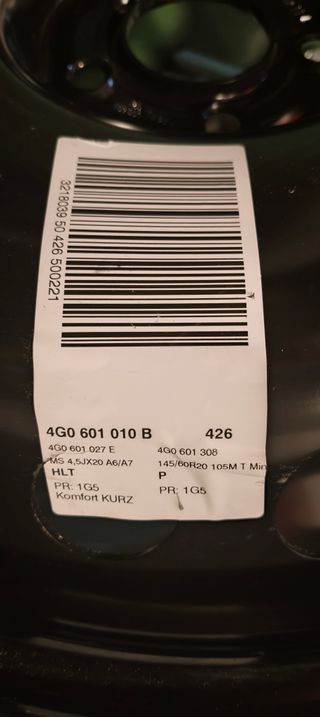 3218039 50 426 500221
4G0 601 010 B 426
4G0 601 027 E 4G0 601 308
MS 4,5JX20 A6/A7 145/60R20 105M T Min
HLT P
PR: 1G5 PR: 1G5
Komfort KURZ